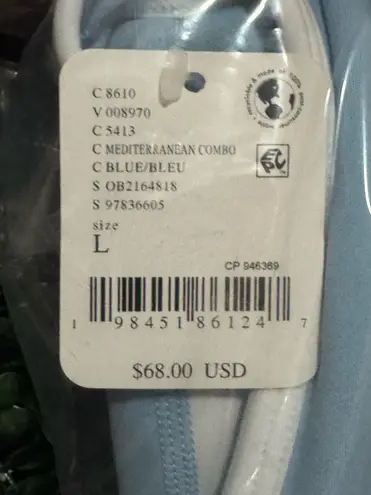 C 8610
V 008970
C 5413
C MEDITERRANEAN COMBO
C BLUE/BLEU
S OB2164818
S 97836605
size
L
CP 946369
1 98451 86124 7
$68.00 USD